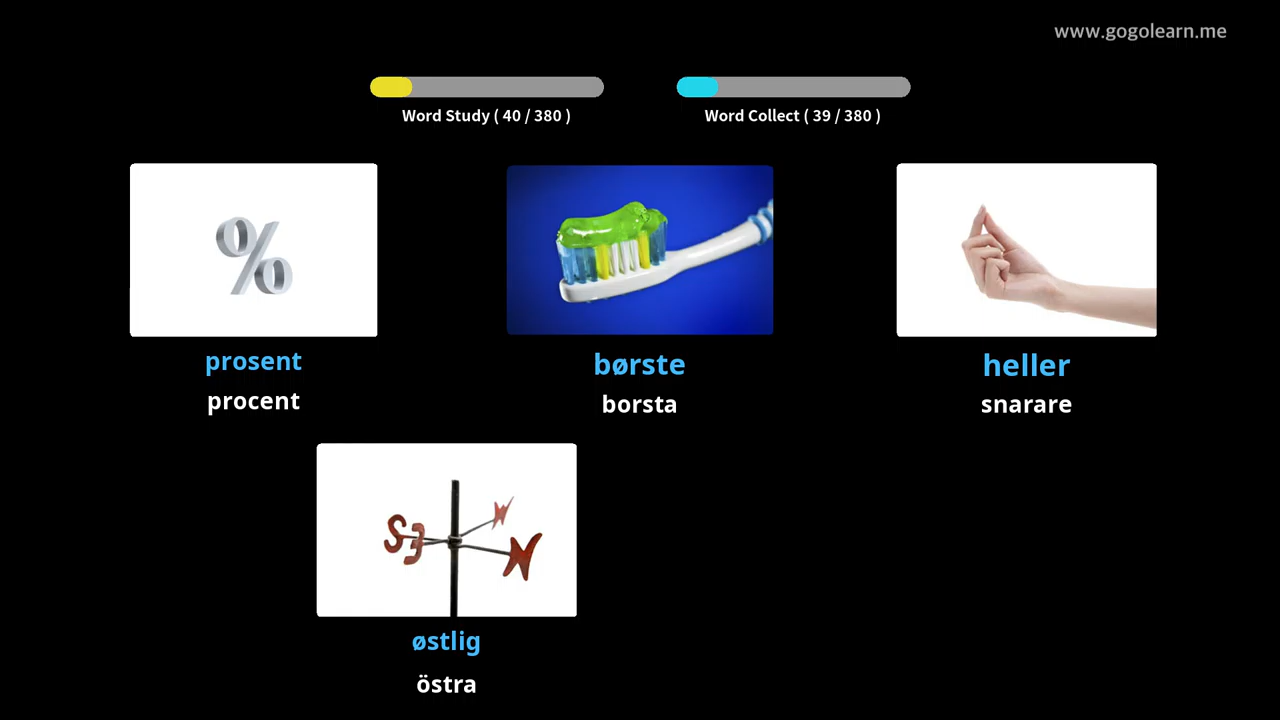 www.gogolearn.me
Word Study ( 40 / 380 )
Word Collect ( 39 / 380 )
%
prosent
procent
børste
borsta
heller
snarare
S E N
østlig
östra